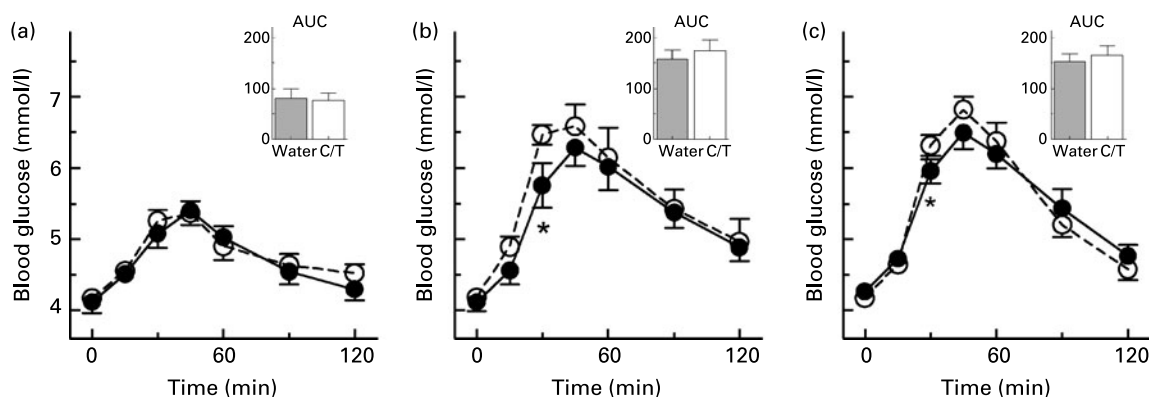 (a)
AUC
200
100
0
Water C/T
Blood glucose (mmol/l)
7
6
5
4
0
60
120
Time (min)
(b)
AUC
200
100
0
Water C/T
Blood glucose (mmol/l)
*
0
60
120
Time (min)
(c)
AUC
200
100
0
Water C/T
Blood glucose (mmol/l)
*
0
60
120
Time (min)